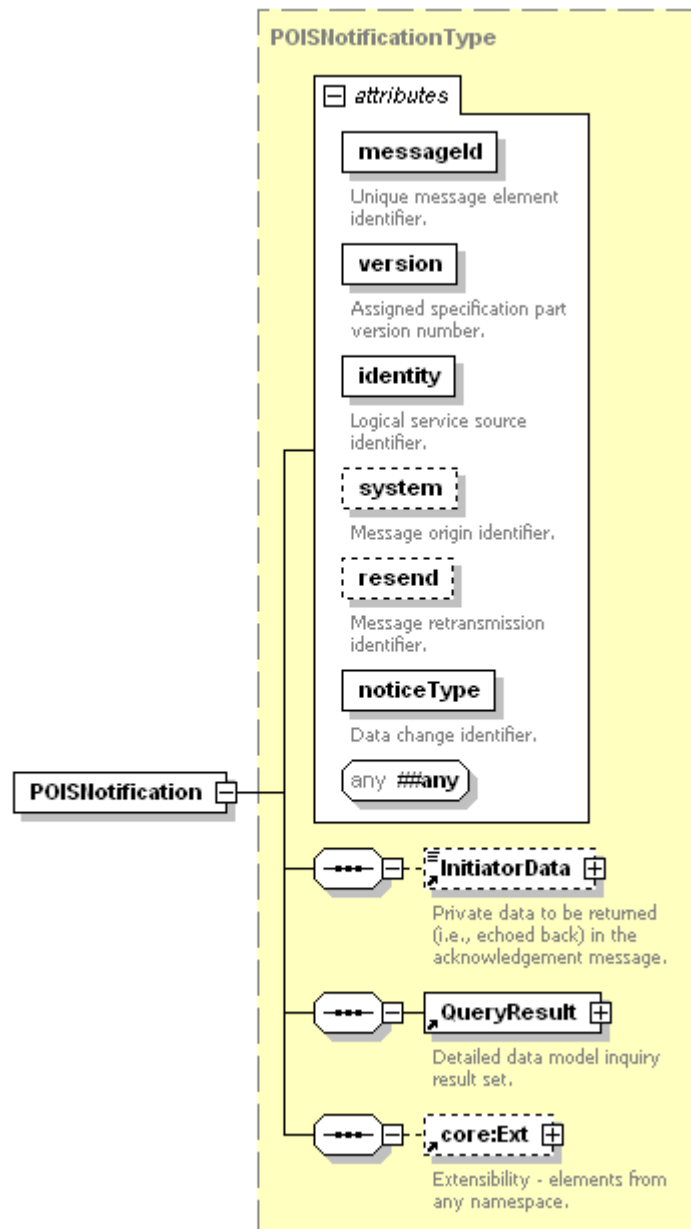 POISNotificationType
attributes
messageId
Unique message element
identifier.
version
Assigned specification part
version number.
identity
Logical service source
identifier.
system
Message origin identifier.
resend
Message retransmission
identifier.
noticeType
Data change identifier.
any ##any
POISNotification
InitiatorData
Private data to be returned
(i.e., echoed back) in the
acknowledgement message.
QueryResult
Detailed data model inquiry
result set.
core:Ext
Extensibility - elements from
any namespace.